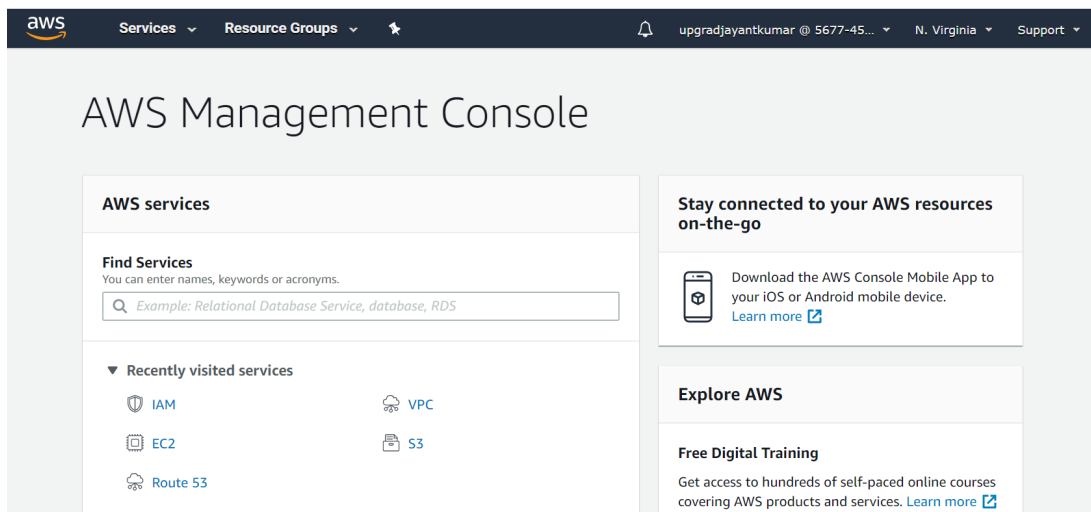 aws Services Resource Groups upgradjayantkumar @ 5677-45... N. Virginia Support
AWS Management Console
AWS services
Find Services
You can enter names, keywords or acronyms.
Example: Relational Database Service, database, RDS
Recently visited services
IAM VPC
EC2 S3
Route 53
Stay connected to your AWS resources
on-the-go
Download the AWS Console Mobile App to
your iOS or Android mobile device.
Learn more
Explore AWS
Free Digital Training
Get access to hundreds of self-paced online courses
covering AWS products and services. Learn more